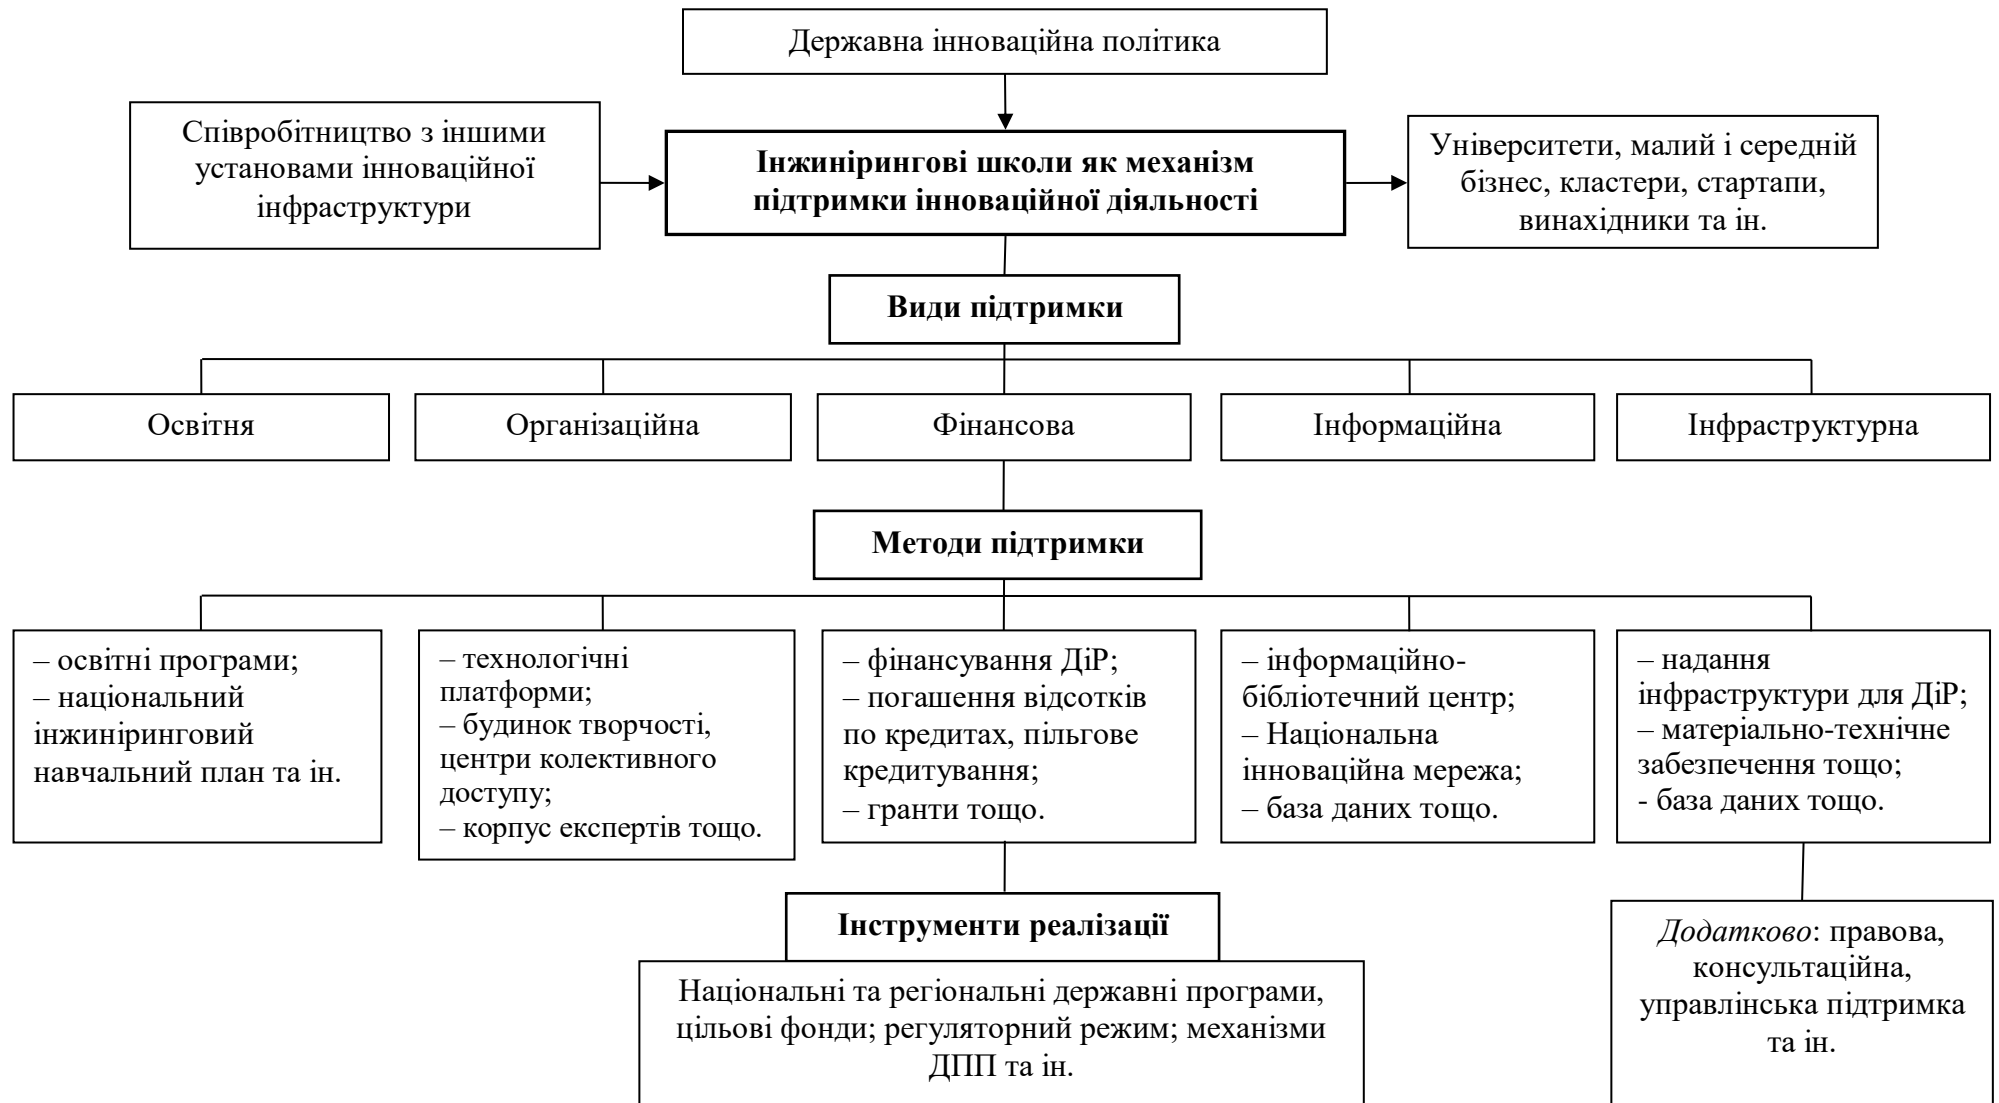 Державна інноваційна політика
Співробітництво з іншими
установами інноваційної
інфраструктури
Інжинірингові школи як механізм
підтримки інноваційної діяльності
Університети, малий і середній
бізнес, кластери, стартапи,
винахідники та ін.
Види підтримки
Освітня
Організаційна
Фінансова
Інформаційна
Інфраструктурна
Методи підтримки
– освітні програми;
– національний
інжиніринговий
навчальний план та ін.
– технологічні
платформи;
– будинок творчості,
центри колективного
доступу;
– корпус експертів тощо.
– фінансування ДіР;
– погашення відсотків
по кредитах, пільгове
кредитування;
– гранти тощо.
– інформаційно-
бібліотечний центр;
– Національна
інноваційна мережа;
– база даних тощо.
– надання
інфраструктури для ДіР;
– матеріально-технічне
забезпечення тощо;
- база даних тощо.
Інструменти реалізації
Національні та регіональні державні програми,
цільові фонди; регуляторний режим; механізми
ДПП та ін.
Додатково: правова,
консультаційна,
управлінська підтримка
та ін.